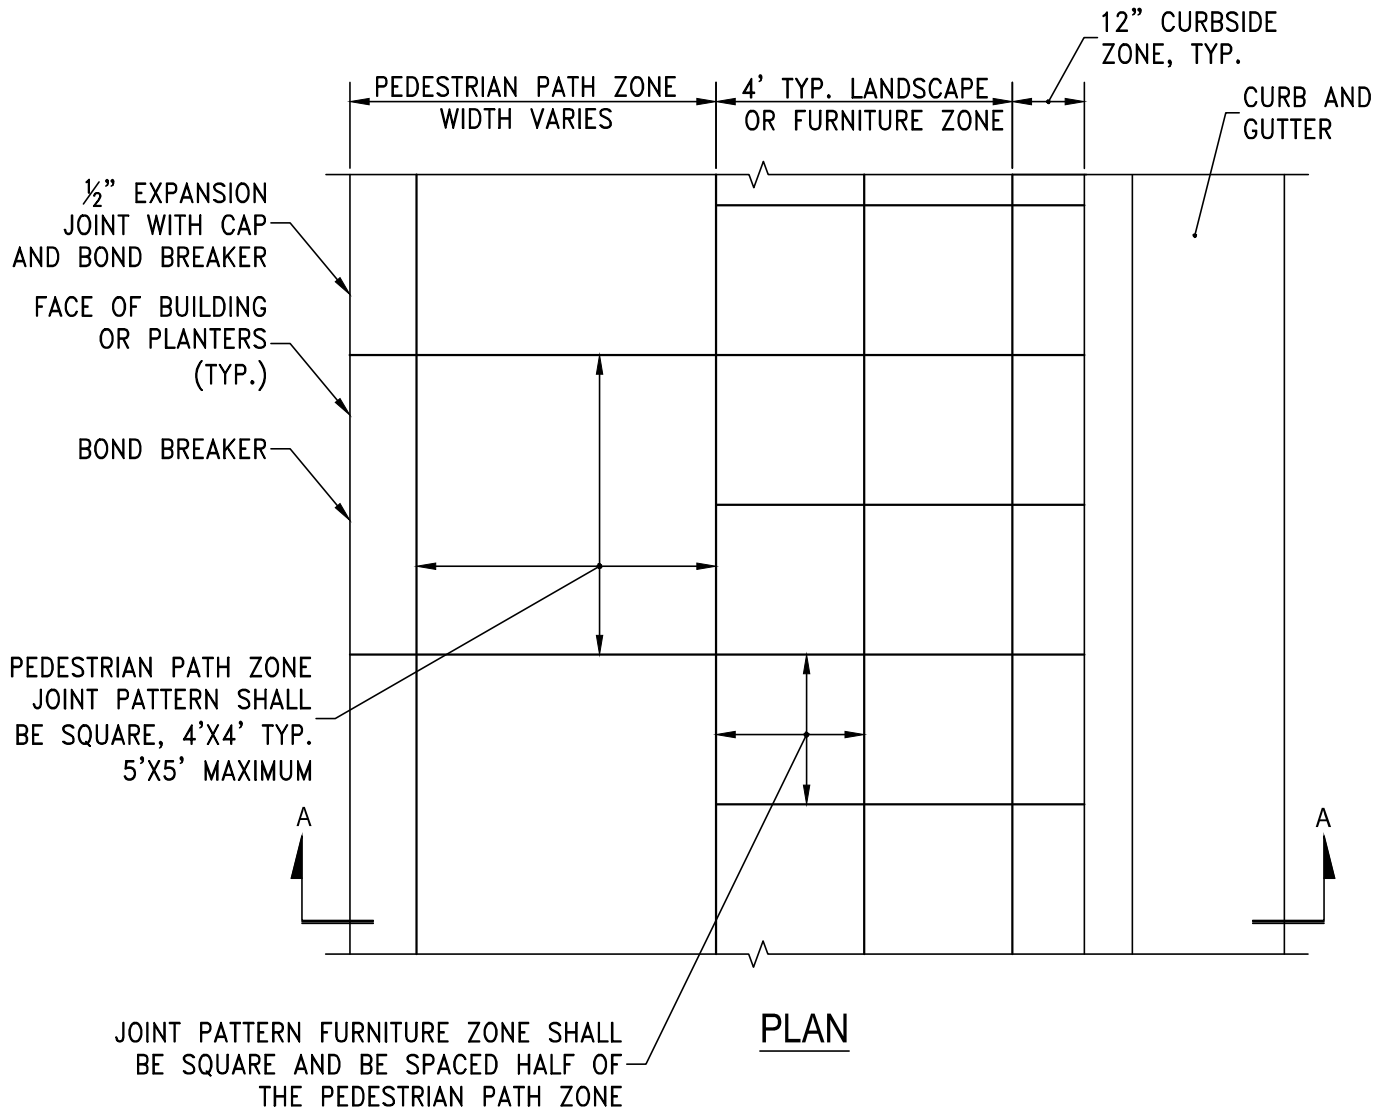 12” CURBSIDE
ZONE, TYP.
PEDESTRIAN PATH ZONE
WIDTH VARIES
4' TYP. LANDSCAPE
OR FURNITURE ZONE
CURB AND
GUTTER
½” EXPANSION
JOINT WITH CAP
AND BOND BREAKER
FACE OF BUILDING
OR PLANTERS
(TYP.)
BOND BREAKER
PEDESTRIAN PATH ZONE
JOINT PATTERN SHALL
BE SQUARE, 4'X4' TYP.
5'X5' MAXIMUM
A
A
JOINT PATTERN FURNITURE ZONE SHALL
BE SQUARE AND BE SPACED HALF OF
THE PEDESTRIAN PATH ZONE
PLAN